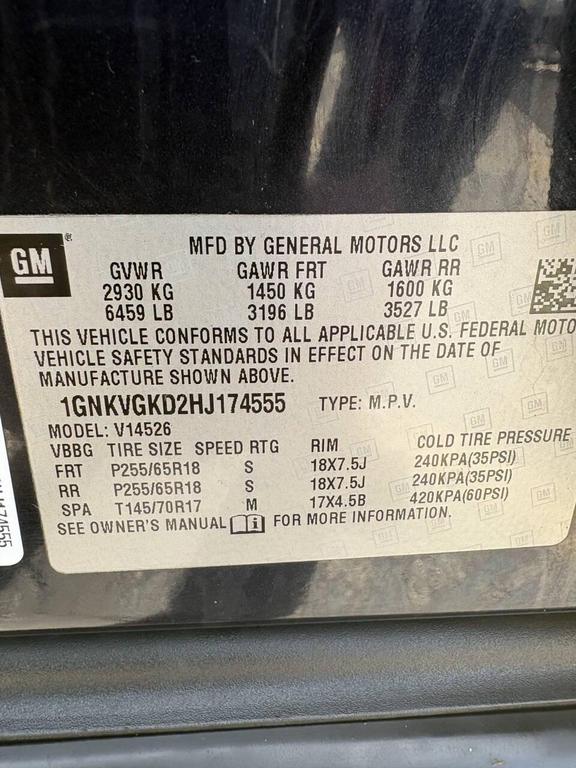 GM ® MFD BY GENERAL MOTORS LLC
GVWR GAWR FRT GAWR RR
2930 KG 1450 KG 1600 KG
6459 LB 3196 LB 3527 LB
THIS VEHICLE CONFORMS TO ALL APPLICABLE U.S. FEDERAL MOTO
VEHICLE SAFETY STANDARDS IN EFFECT ON THE DATE OF
MANUFACTURE SHOWN ABOVE.
1GNKVGKD2HJ174555 TYPE: M.P.V.
MODEL: V14526
VBBG TIRE SIZE SPEED RTG RIM COLD TIRE PRESSURE
FRT P255/65R18 S 18X7.5J 240KPA(35PSI)
RR P255/65R18 S 18X7.5J 240KPA(35PSI)
SPA T145/70R17 M 17X4.5B 420KPA(60PSI)
SEE OWNER'S MANUAL i FOR MORE INFORMATION.